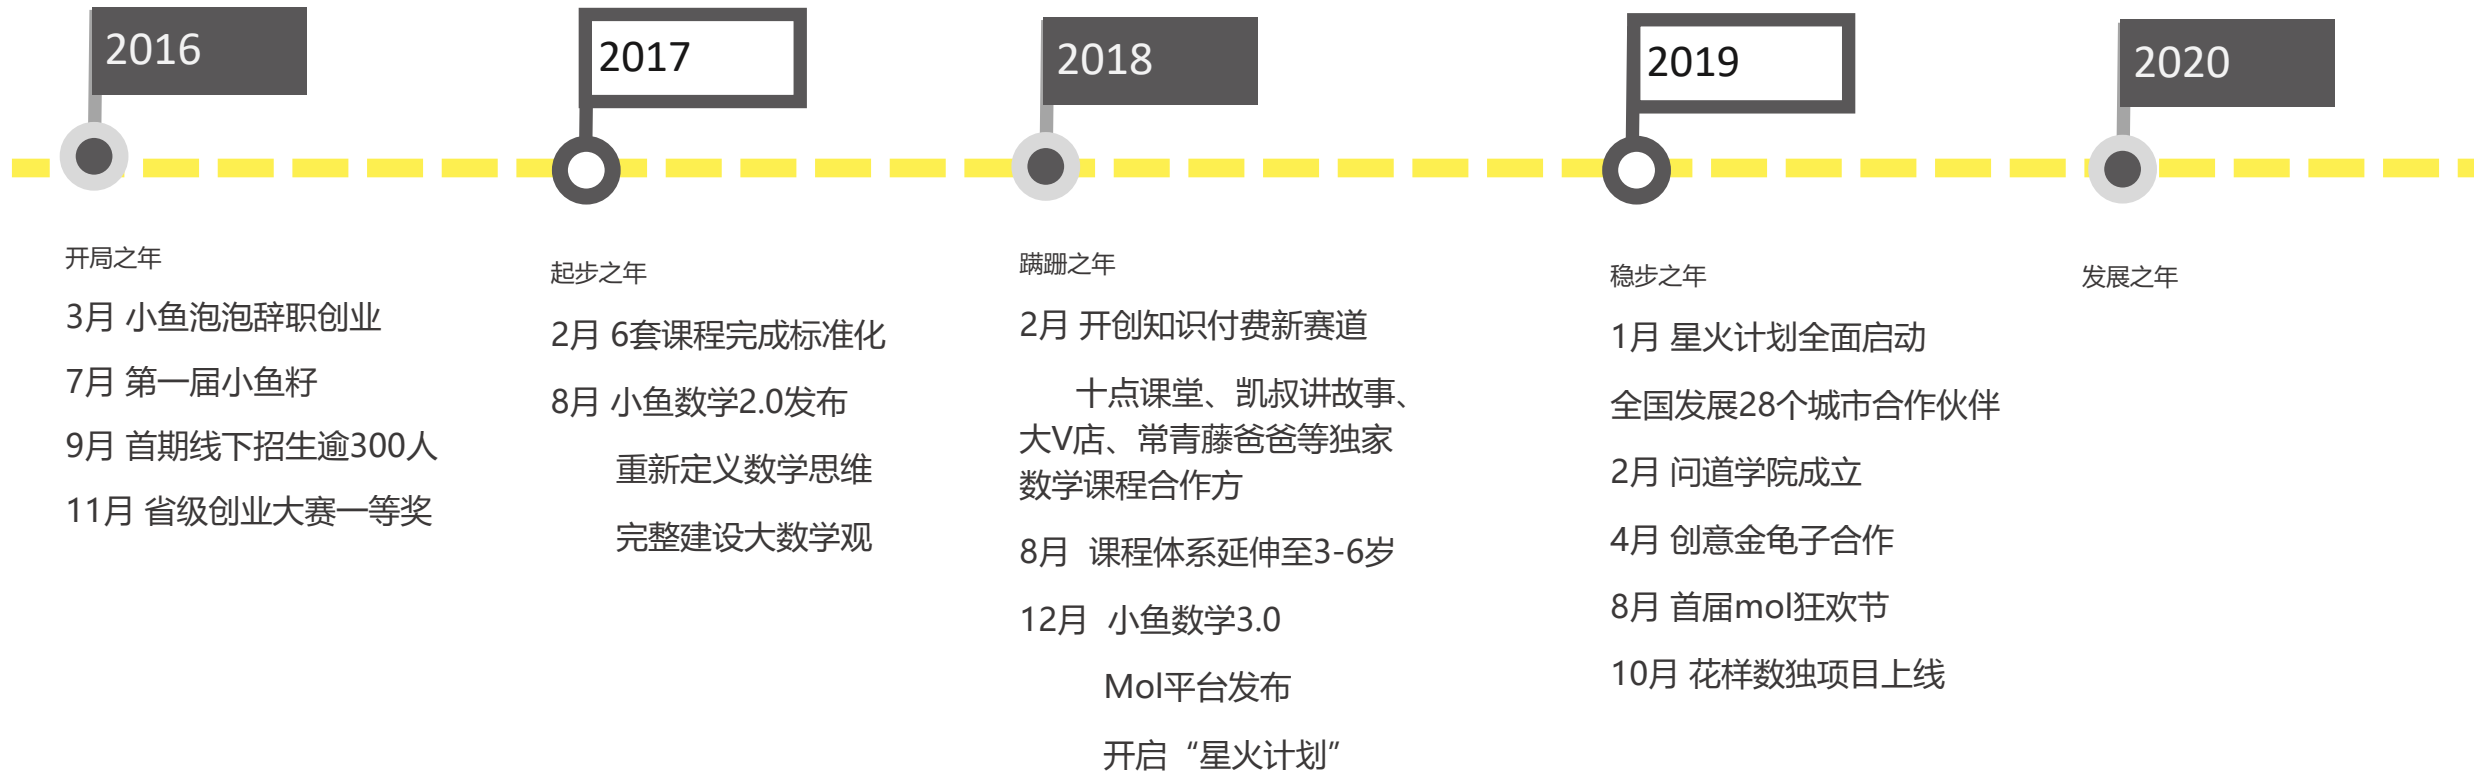 2016
开局之年
3月 小鱼泡泡辞职创业
7月 第一届小鱼籽
9月 首期线下招生逾300人
11月 省级创业大赛一等奖
2017
起步之年
2月 6套课程完成标准化
8月 小鱼数学2.0发布
重新定义数学思维
完整建设大数学观
2018
蹒跚之年
2月 开创知识付费新赛道
十点课堂、凯叔讲故事、
大V店、常青藤爸爸等独家
数学课程合作方
8月 课程体系延伸至3-6岁
12月 小鱼数学3.0
Mol平台发布
开启“星火计划”
2019
稳步之年
1月 星火计划全面启动
全国发展28个城市合作伙伴
2月 问道学院成立
4月 创意金龟子合作
8月 首届mol狂欢节
10月 花样数独项目上线
2020
发展之年